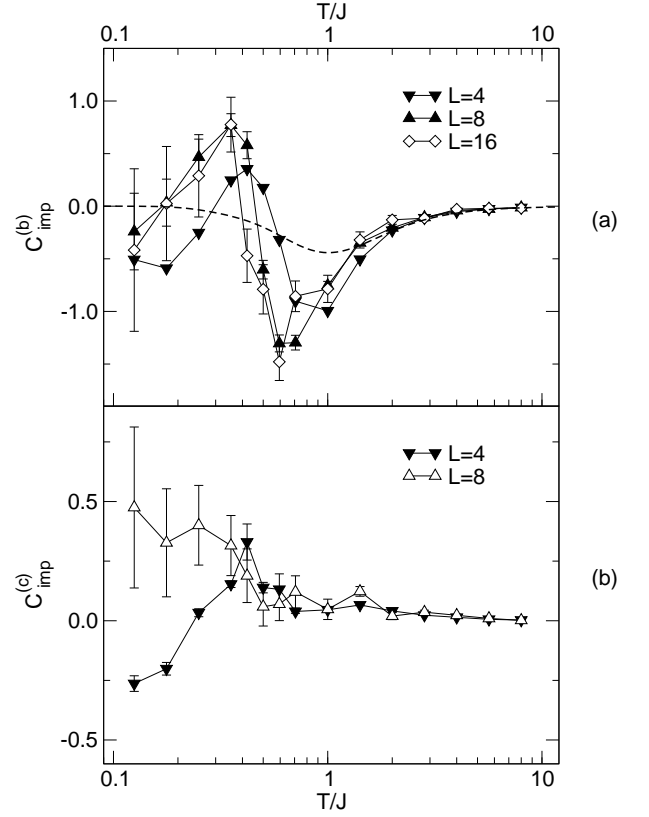 T/J
0.1 1 10
1.0
0.0
-1.0
C(b)imp
L=4
L=8
L=16
(a)
0.5
0.0
-0.5
C(c)imp
L=4
L=8
(b)
0.1 1 10
T/J